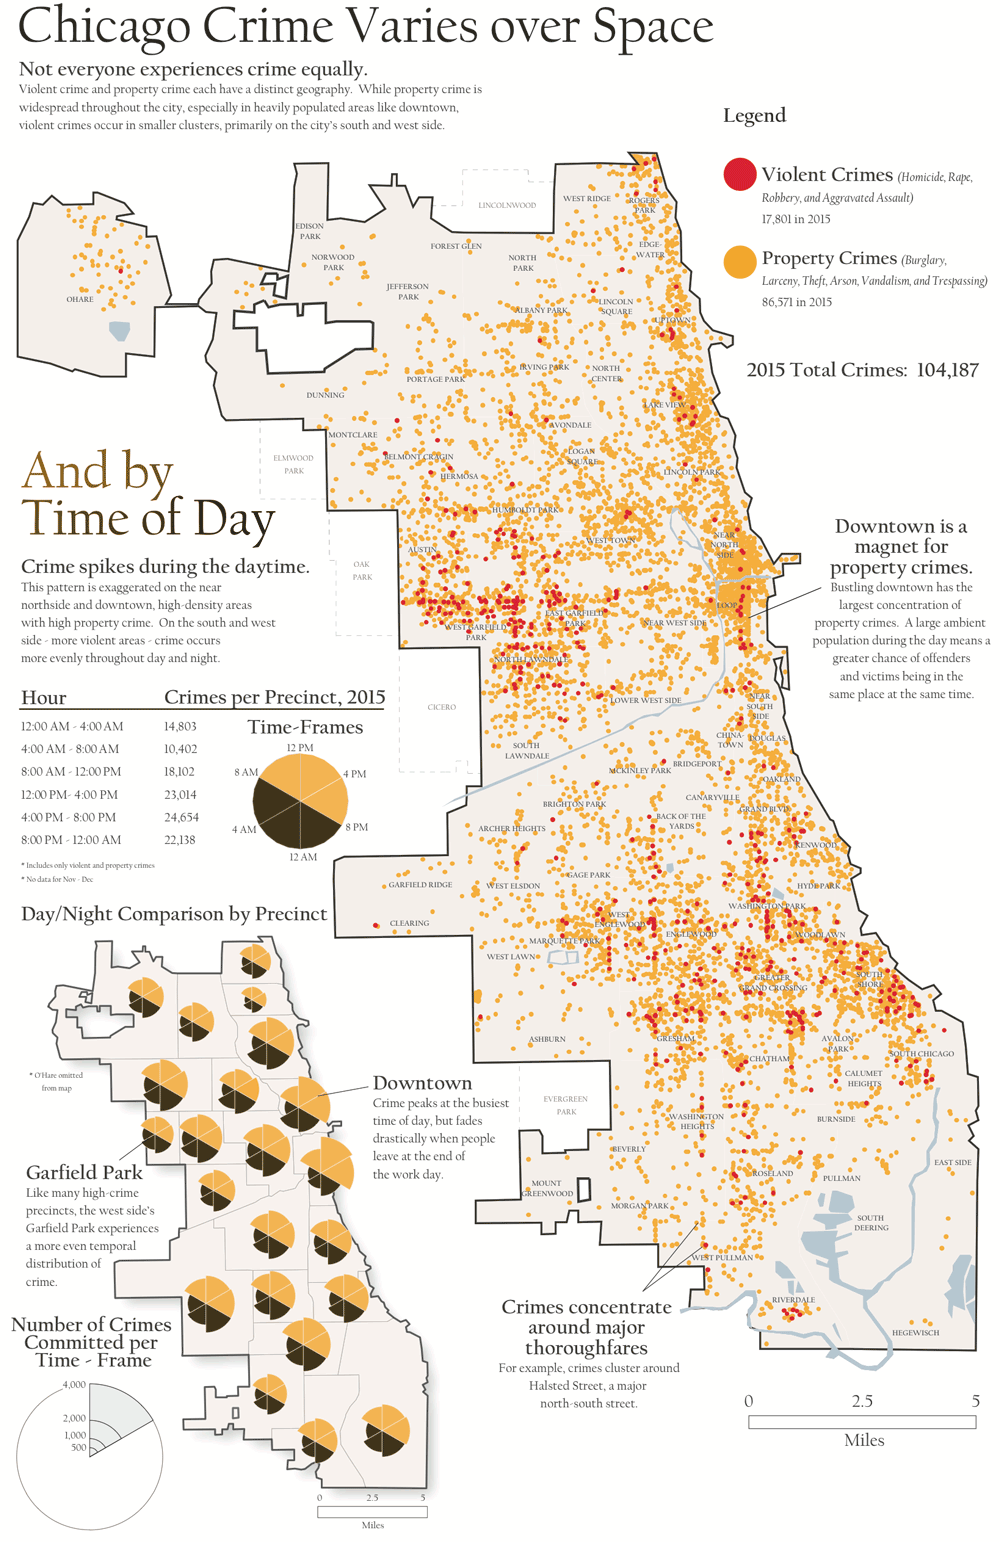 Chicago Crime Varies over Space
Not everyone experiences crime equally.
Violent crime and property crime each have a distinct geography. While property crime is
widespread throughout the city, especially in heavily populated areas like downtown,
violent crimes occur in smaller clusters, primarily on the city's south and west side.
Legend
Violent Crimes (Homicide, Rape,
Robbery, and Aggravated Assault)
17,801 in 2015
Property Crimes (Burglary,
Larceny, Theft, Arson, Vandalism, and Trespassing)
86,571 in 2015
2015 Total Crimes: 104,187
LINCOLNWOOD
WEST RIDGE
ROGERS
PARK
EDISON
PARK
NORWOOD
PARK
FOREST GLEN
EDGE-
WATER
NORTH
PARK
OHARE
JEFFERSON
PARK
LINCOLN
SQUARE
ALBANY PARK
UPTOWN
IRVING PARK
NORTH
CENTER
PORTAGE PARK
DUNNING
LAKE VIEW
AVONDALE
MONTCLARE
ELMWOOD
PARK
BELMONT CRAGIN
LOGAN
SQUARE
HERMOSA
LINCOLN PARK
HUMBOLDT PARK
WEST TOWN
NEAR
NORTH
SIDE
AUSTIN
OAK
PARK
LOOP
EAST GARFIELD
PARK
WEST GARFIELD
PARK
NEAR WEST SIDE
NORTH LAWNDALE
CICERO
LOWER WEST SIDE
NEAR
SOUTH
SIDE
CHINA
TOWN
DOUGLAS
SOUTH
LAWNDALE
BRIDGEPORT
MCKINLEY PARK
OAKLAND
CANARYVILLE
BRIGHTON PARK
GRAND BLVD
ARCHER HEIGHTS
BACK OF THE
YARDS
KENWOOD
GAGE PARK
GARFIELD RIDGE
WEST ELSDON
HYDE PARK
WASHINGTON PARK
WEST
ENGLEWOOD
CLEARING
ENGLEWOOD
WOODLAWN
MARQUETTE PARK
WEST LAWN
SOUTH
SHORE
GREATER
GRAND CROSSING
ASHBURN
GRESHAM
AVALON
PARK
SOUTH CHICAGO
CHATHAM
CALUMET
HEIGHTS
EVERGREEN
PARK
WASHINGTON
HEIGHTS
BURNSIDE
BEVERLY
EAST SIDE
ROSELAND
PULLMAN
MOUNT
GREENWOOD
MORGAN PARK
SOUTH
DEERING
WEST PULLMAN
RIVERDALE
HEGEWISCH
Downtown is a
magnet for
property crimes.
Bustling downtown has the
largest concentration of
property crimes. A large ambient
population during the day means a
greater chance of offenders
and victims being in the
same place at the same time.
Crimes concentrate
around major
thoroughfares
For example, crimes cluster around
Halsted Street, a major
north-south street.
0 2.5 5
Miles
And by
Time of Day
Crime spikes during the daytime.
This pattern is exaggerated on the near
northside and downtown, high-density areas
with high property crime. On the south and west
side - more violent areas - crime occurs
more evenly throughout day and night.
Hour Crimes per Precinct, 2015
12:00 AM - 4:00 AM 14,803
4:00 AM - 8:00 AM 10,402
8:00 AM - 12:00 PM 18,102
12:00 PM- 4:00 PM 23,014
4:00 PM - 8:00 PM 24,654
8:00 PM - 12:00 AM 22,138
Time-Frames
12 PM
8 AM
4 PM
4 AM
8 PM
12 AM
* Includes only violent and property crimes
* No data for Nov - Dec
Day/Night Comparison by Precinct
* O'Hare omitted
from map
Downtown
Crime peaks at the busiest
time of day, but fades
drastically when people
leave at the end of
the work day.
Garfield Park
Like many high-crime
precincts, the west side's
Garfield Park experiences
a more even temporal
distribution of
crime.
Number of Crimes
Committed per
Time - Frame
4,000
2,000
1,000
500
0 2.5 5
Miles